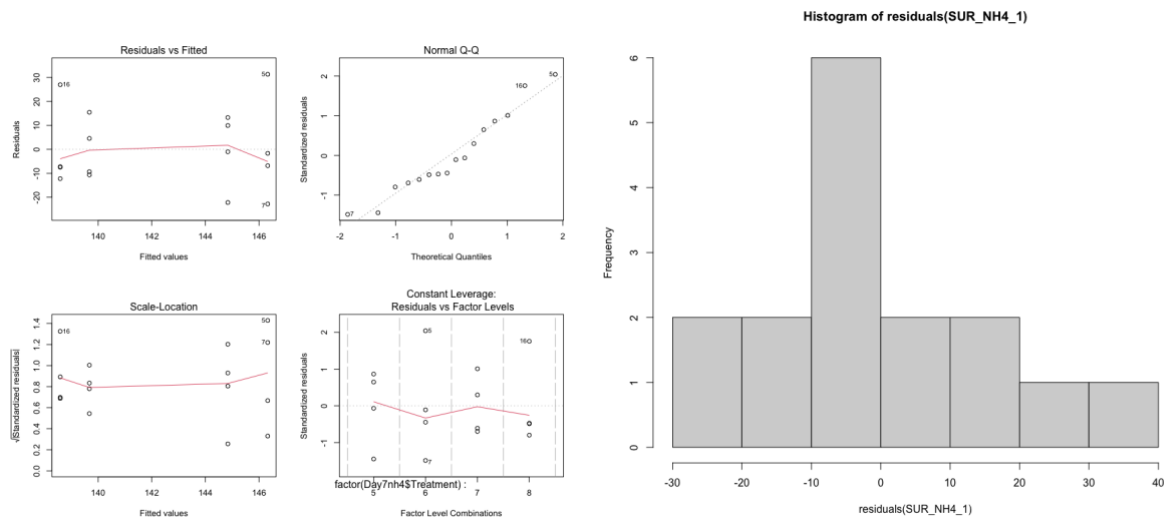 Residuals vs Fitted
Residuals
30
20
10
0
-10
-20
16
5
7
140 142 144 146
Fitted values
Normal Q-Q
Standardized residuals
2
1
0
-1
7
16
5
-2 -1 0 1 2
Theoretical Quantiles
Scale-Location
√|Standardized residuals|
1.4
1.2
1.0
0.8
0.6
0.4
0.2
0.0
16
5
7
140 142 144 146
Fitted values
Constant Leverage:
Residuals vs Factor Levels
Standardized residuals
2
1
0
-1
5
7
16
factor(Day7nh4$Treatment) :
5 6 7 8
Factor Level Combinations
Histogram of residuals(SUR_NH4_1)
Frequency
6
5
4
3
2
1
0
-30 -20 -10 0 10 20 30 40
residuals(SUR_NH4_1)